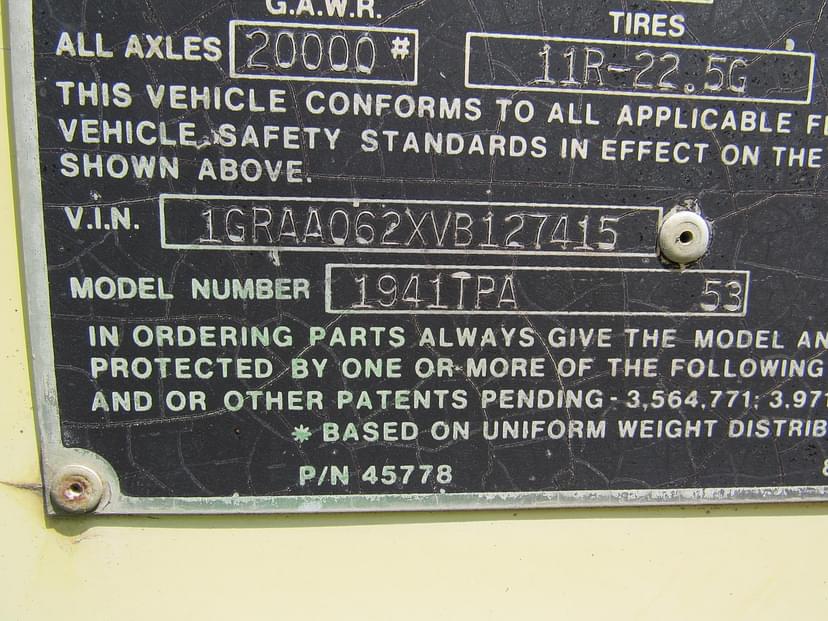 G.A.W.R.
TIRES
ALL AXLES 20000 # 11R-22.5G
THIS VEHICLE CONFORMS TO ALL APPLICABLE
VEHICLE SAFETY STANDARDS IN EFFECT ON THE
SHOWN ABOVE.
V.I.N. 1GRAA062XVB127415
MODEL NUMBER 1941TPA 53
IN ORDERING PARTS ALWAYS GIVE THE MODEL
PROTECTED BY ONE OR MORE OF THE FOLLOWING
AND OR OTHER PATENTS PENDING - 3,564,771; 3,971
* BASED ON UNIFORM WEIGHT DISTRIB
P/N 45778